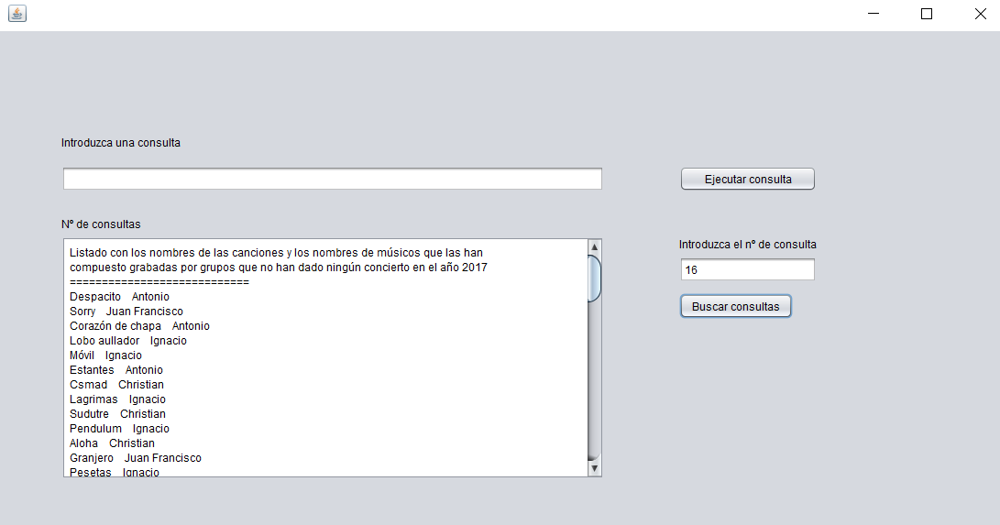 Introduzca una consulta
Ejecutar consulta
Nº de consultas
Introduzca el nº de consulta
16
Buscar consultas
Listado con los nombres de las canciones y los nombres de músicos que las han
compuesto grabadas por grupos que no han dado ningún concierto en el año 2017
============================
Despacito Antonio
Sorry Juan Francisco
Corazón de chapa Antonio
Lobo aullador Ignacio
Móvil Ignacio
Estantes Antonio
Csmad Christian
Lagrimas Ignacio
Sudutre Christian
Pendulum Ignacio
Aloha Christian
Granjero Juan Francisco
Pesetas Ignacio